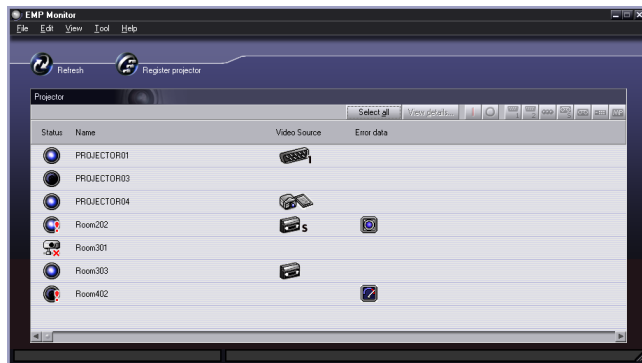 EMP Monitor
File Edit View Tool Help
Refresh Register projector
Projector
Select all View details...
Status Name Video Source Error data
PROJECTOR01 1
PROJECTOR03
PROJECTOR04
Room202 S
Room301
Room303
Room402